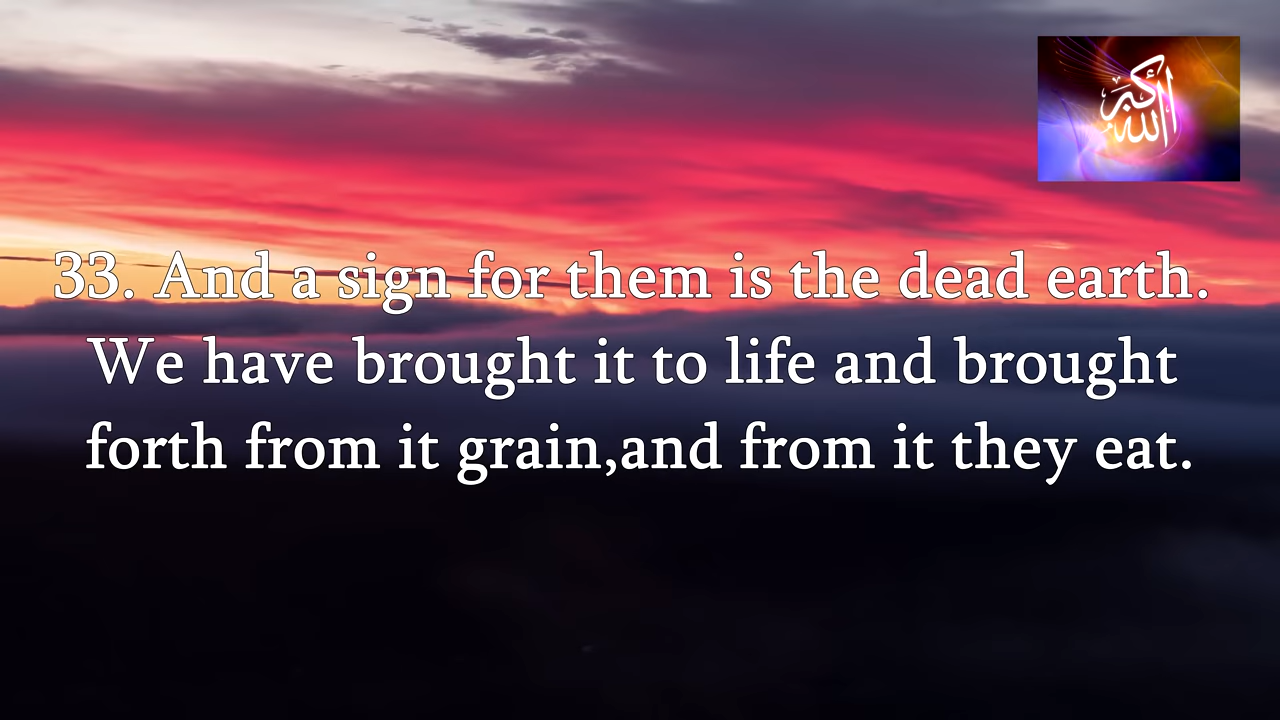 الله أكبر
33. And a sign for them is the dead earth.
We have brought it to life and brought
forth from it grain,and from it they eat.